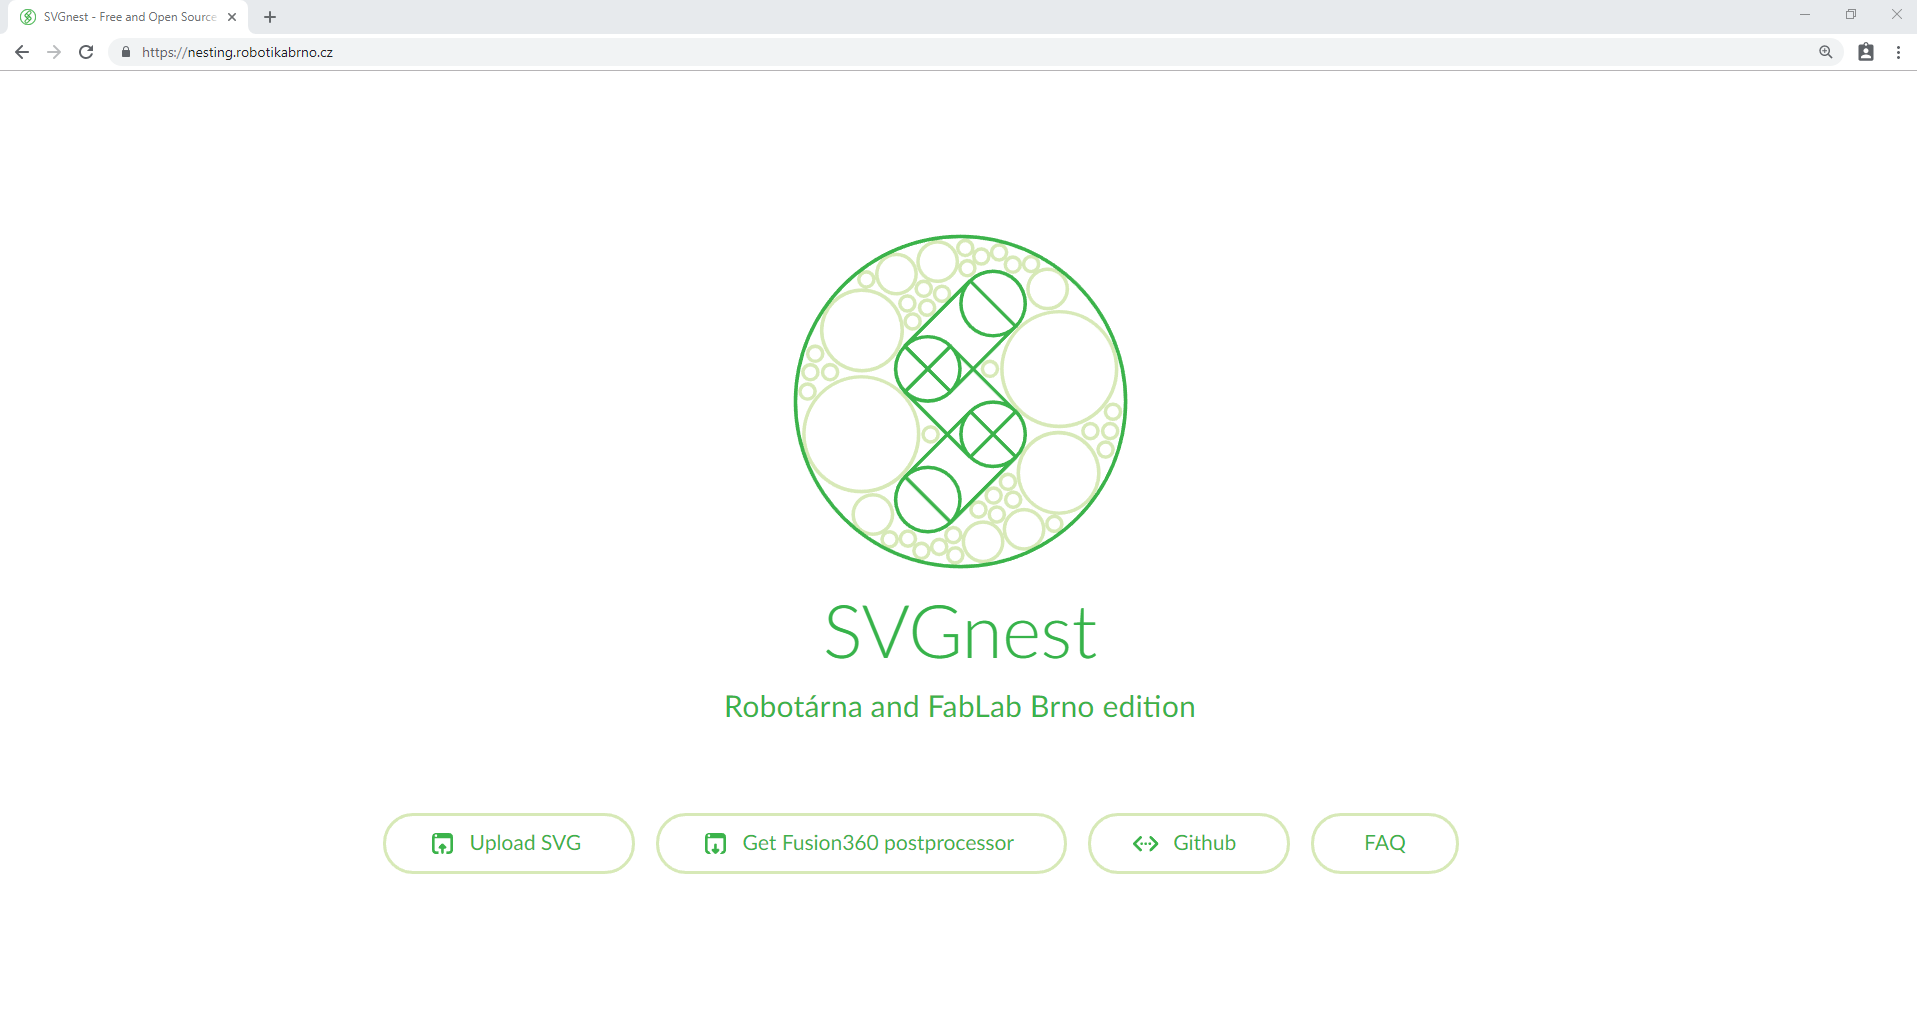 SVGnest - Free and Open Source
https://nesting.robotikabrno.cz
SVGnest
Robotárna and FabLab Brno edition
Upload SVG
Get Fusion360 postprocessor
Github
FAQ